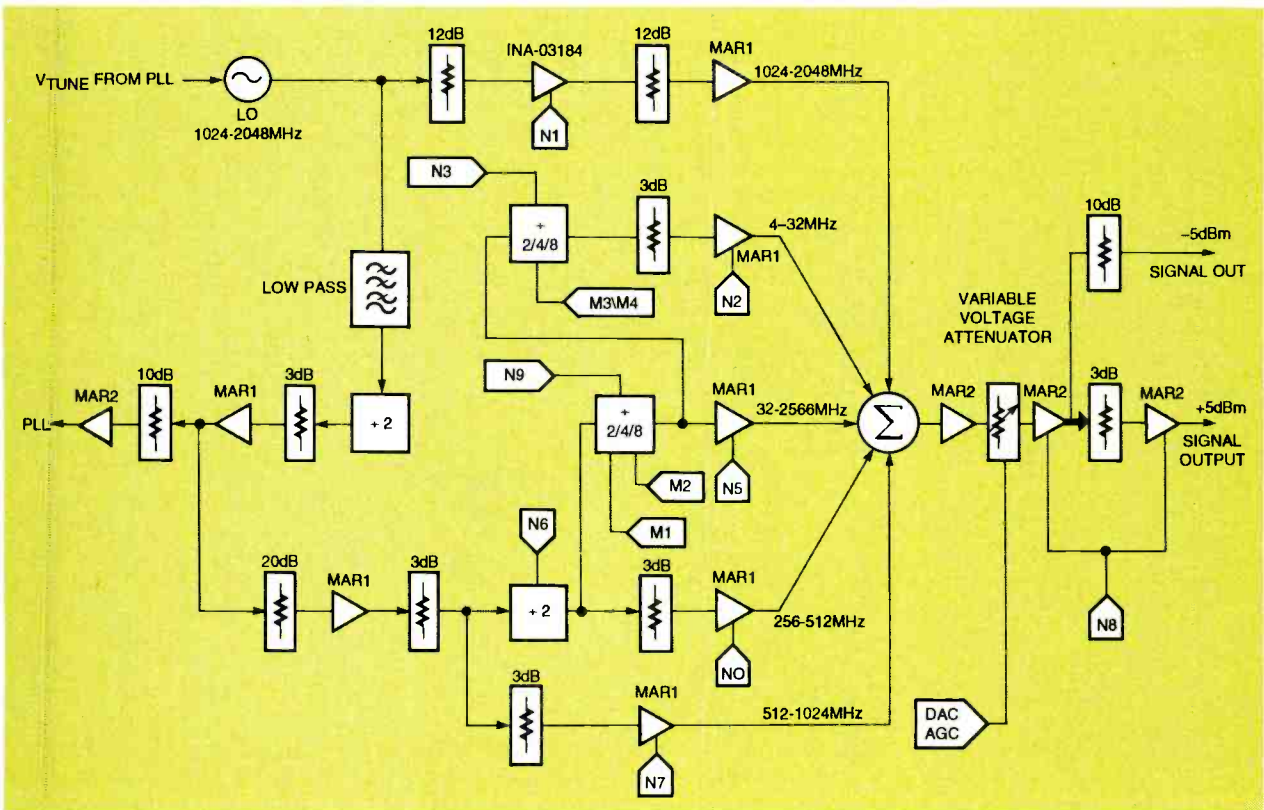 12dB
INA-03184
12dB
MAR1
1024-2048MHz
VTUNE FROM PLL
LO
1024-2048MHz
N1
N3
3dB
÷
2/4/8
4–32MHz
MAR1
N2
M3\M4
10dB
–5dBm
SIGNAL OUT
LOW PASS
VARIABLE
VOLTAGE
ATTENUATOR
N9
MAR1
32-2566MHz
÷
2/4/8
N5
M2
M1
Σ
MAR2
MAR2
3dB
MAR2
+5dBm
SIGNAL
OUTPUT
PLL
MAR2
10dB
MAR1
3dB
÷ 2
N6
20dB
MAR1
3dB
÷ 2
3dB
MAR1
256-512MHz
NO
N8
3dB
MAR1
512-1024MHz
N7
DAC
AGC